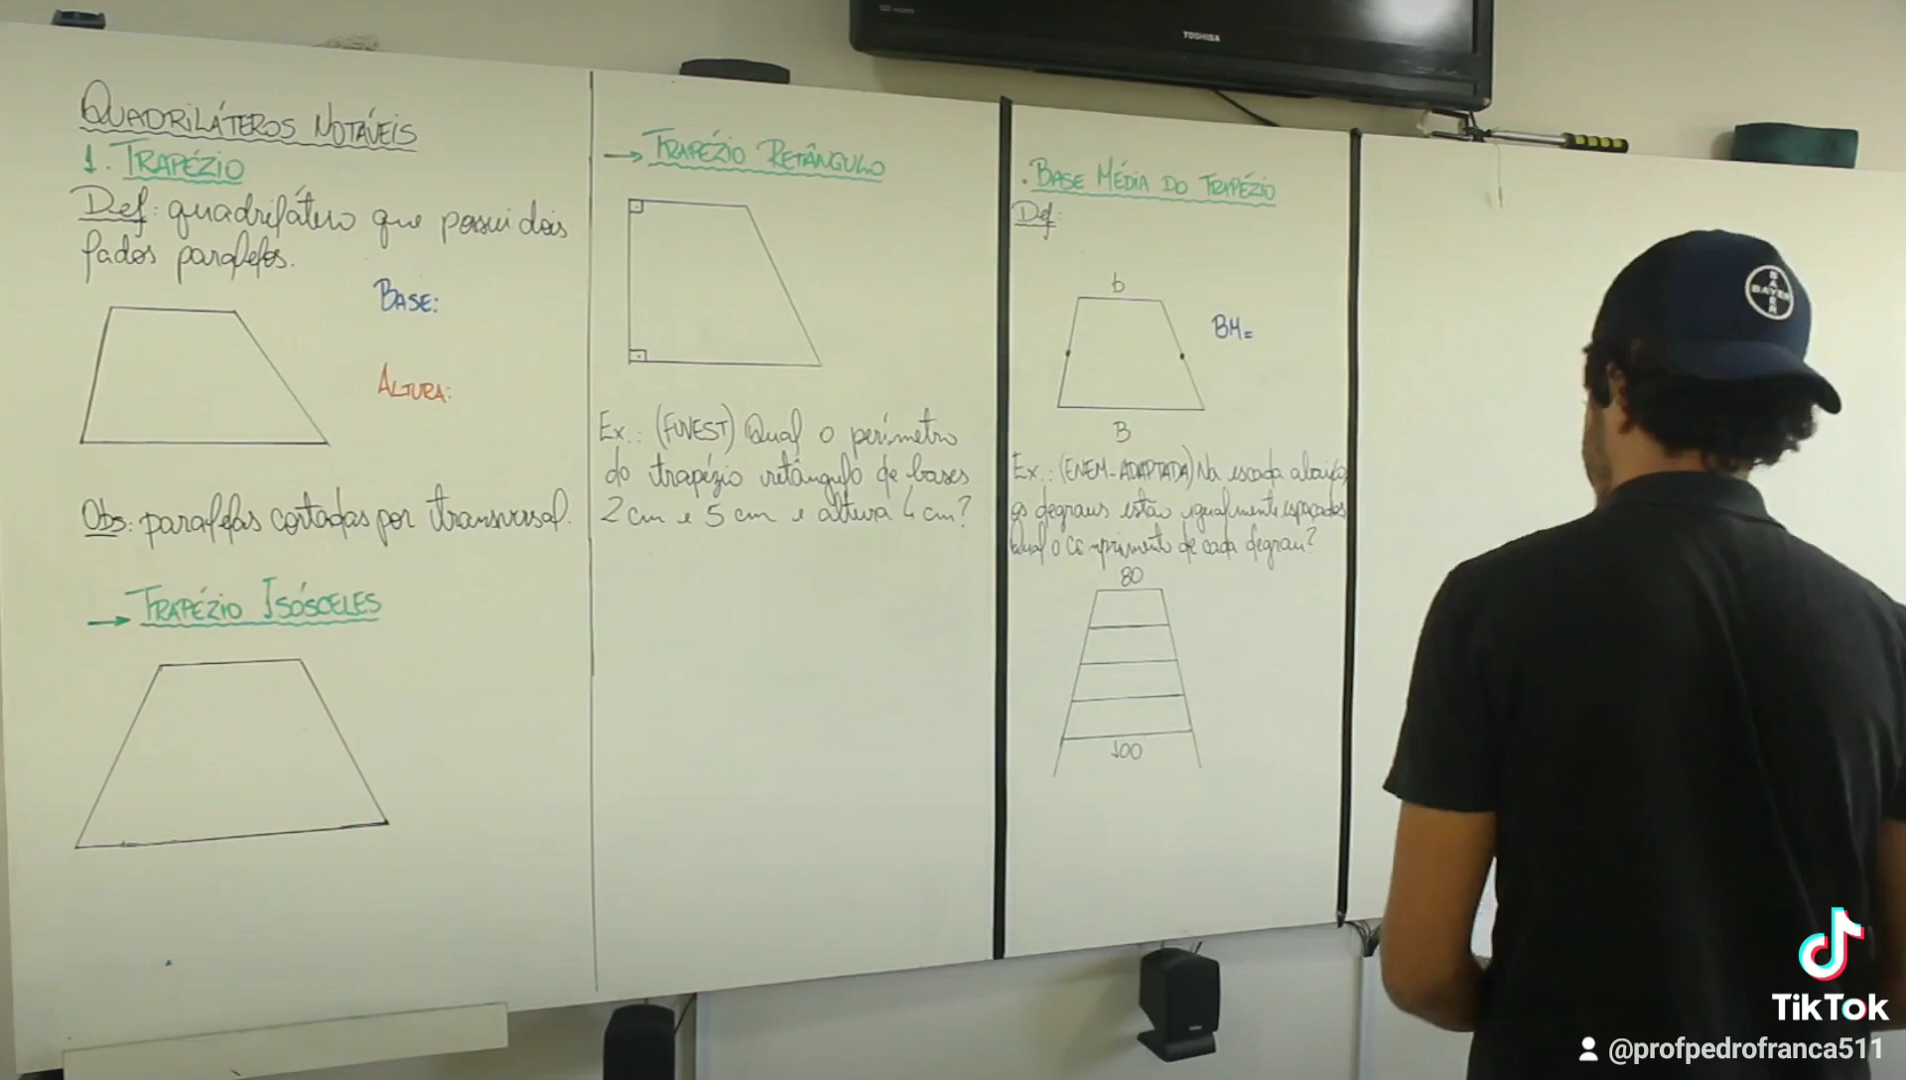 QUADRILÁTEROS NOTÁVEIS
1. TRAPÉZIO
Def: quadrilátero que possui dois
lados paralelos.
BASE:
ALTURA:
Obs: paralelas cortadas por transversal.
→ TRAPÉZIO ISÓSCELES
→ TRAPÉZIO RETÂNGULO
Ex.: (FUVEST) Qual o perímetro
do trapézio retângulo de bases
2 cm e 5 cm e altura 4 cm?
. BASE MÉDIA DO TRAPÉZIO
Def:
b
BM=
B
Ex.: (ENEM-ADAPTADA) Na escada abaixo,
os degraus estão igualmente espaçados.
Qual o comprimento de cada degrau?
80
100
TOSHIBA
BAYER
BAYER
TikTok
@profpedrofranca511